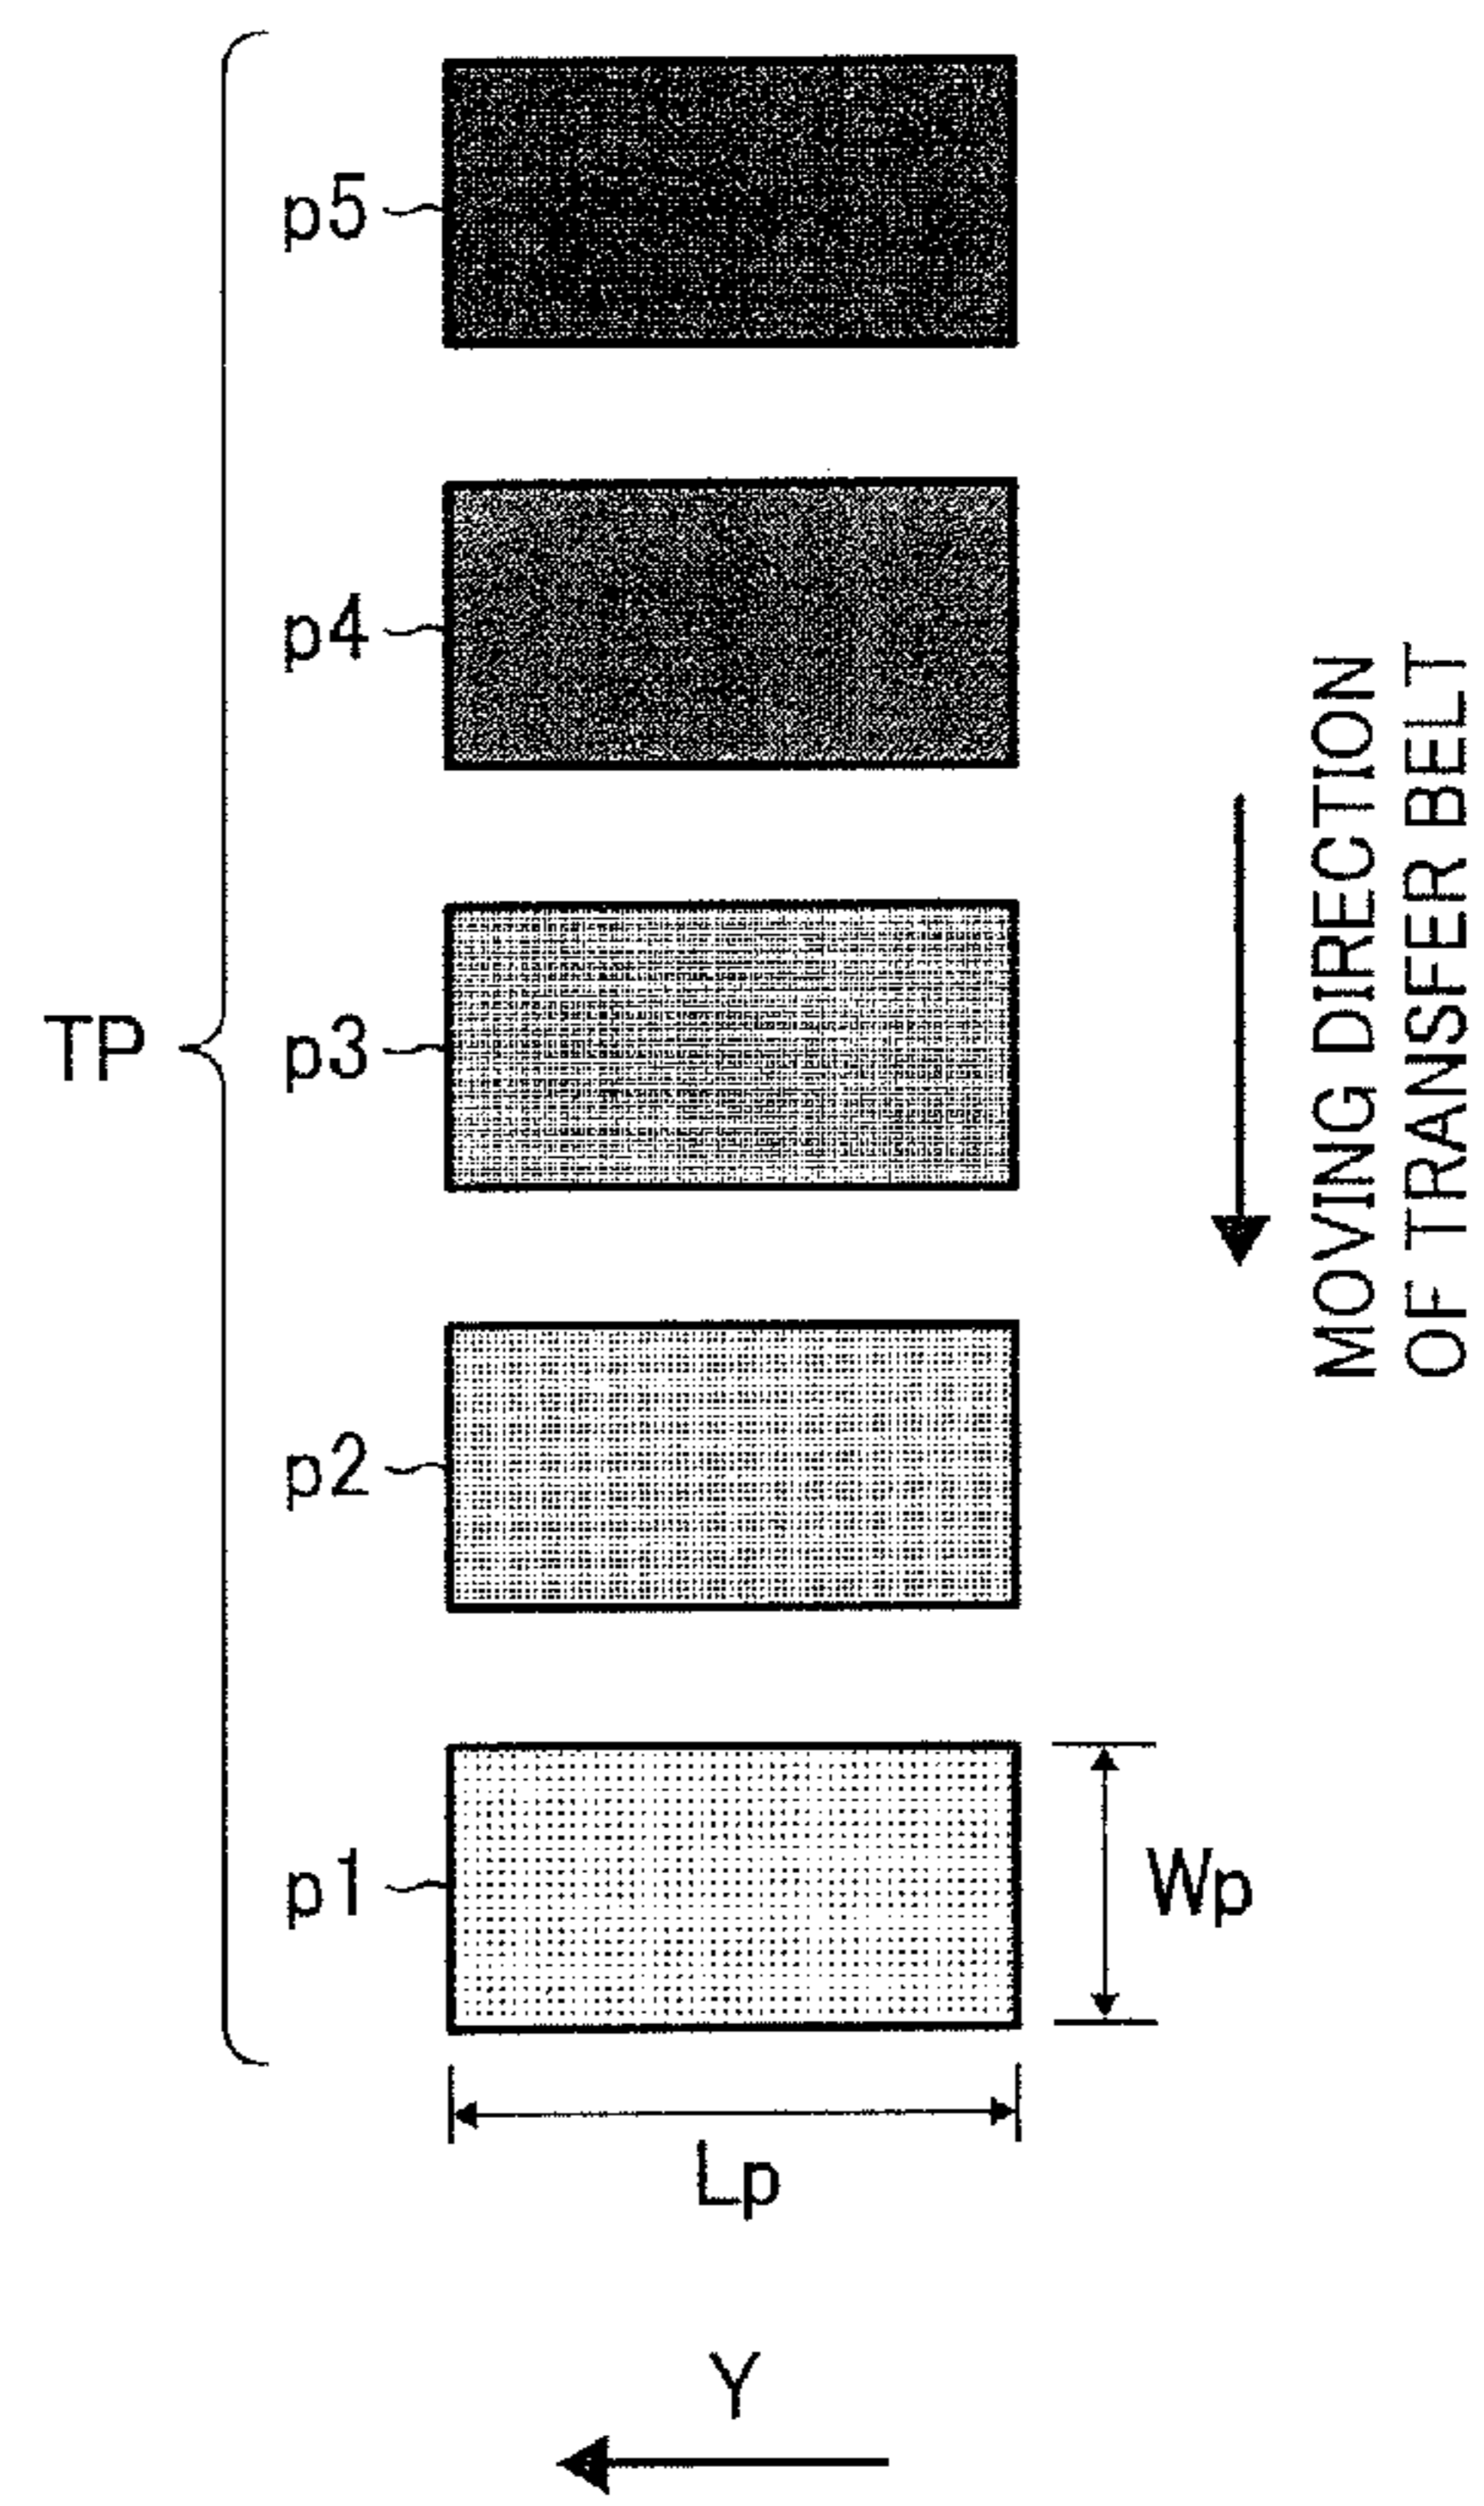 p5
p4
TP
p3
p2
p1
Wp
Lp
Y
MOVING DIRECTION
OF TRANSFER BELT